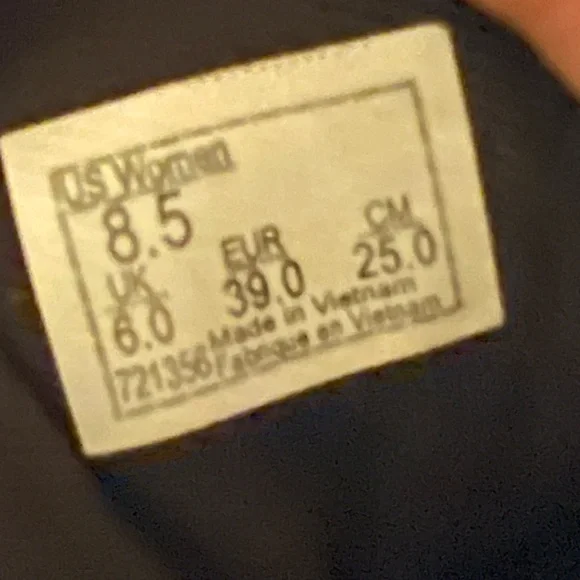 US Women
8.5
UK EUR CM
6.0 39.0 25.0
Made in Vietnam
721356 Fabriqué en Vietnam